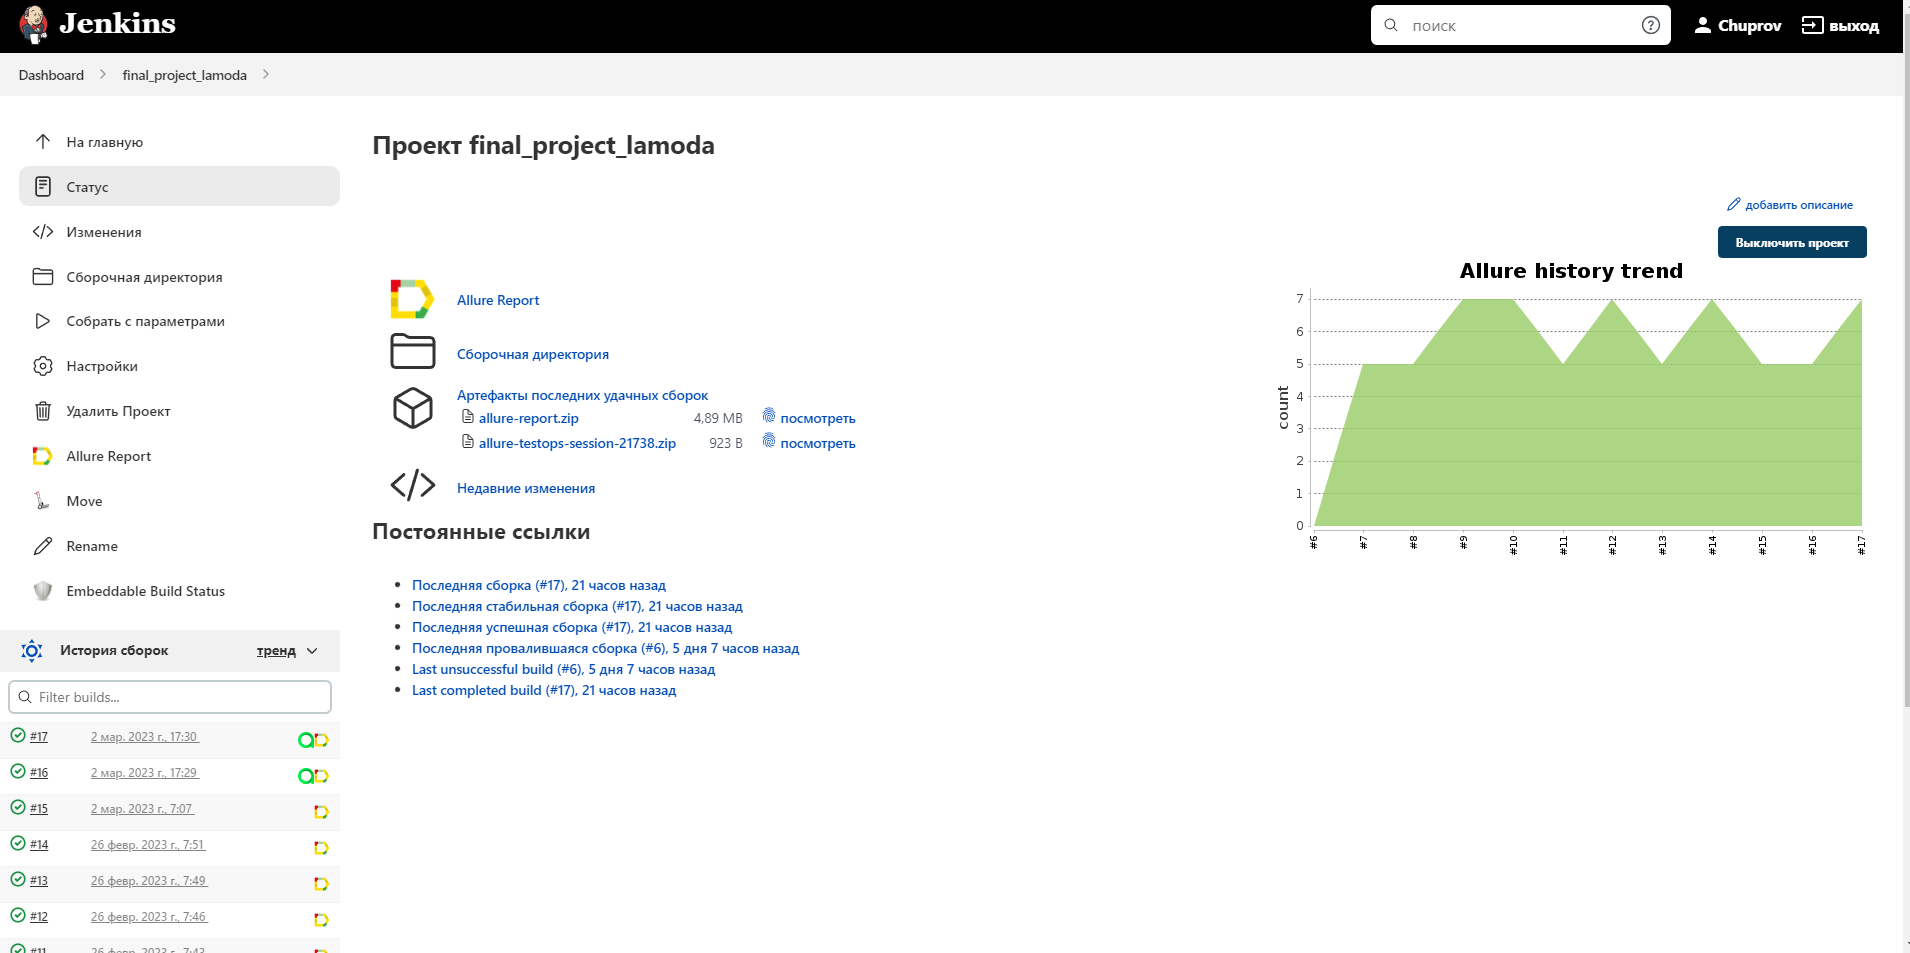 Jenkins
поиск
Chuprov
выход
Dashboard
final_project_lamoda
На главную
Статус
Изменения
Сборочная директория
Собрать с параметрами
Настройки
Удалить Проект
Allure Report
Move
Rename
Embeddable Build Status
История сборок
тренд
Filter builds...
#17 2 мар. 2023 г., 17:30
#16 2 мар. 2023 г., 17:29
#15 2 мар. 2023 г., 7:07
#14 26 февр. 2023 г., 7:51
#13 26 февр. 2023 г., 7:49
#12 26 февр. 2023 г., 7:46
#11 26 февр. 2023 г., 7:43
Проект final_project_lamoda
добавить описание
Выключить проект
Allure Report
Сборочная директория
Артефакты последних удачных сборок
allure-report.zip 4,89 MB посмотреть
allure-testops-session-21738.zip 923 B посмотреть
Недавние изменения
Постоянные ссылки
Последняя сборка (#17), 21 часов назад
Последняя стабильная сборка (#17), 21 часов назад
Последняя успешная сборка (#17), 21 часов назад
Последняя провалившаяся сборка (#6), 5 дня 7 часов назад
Last unsuccessful build (#6), 5 дня 7 часов назад
Last completed build (#17), 21 часов назад
Allure history trend
count
7
6
5
4
3
2
1
0
#6
#7
#8
#9
#10
#11
#12
#13
#14
#15
#16
#17